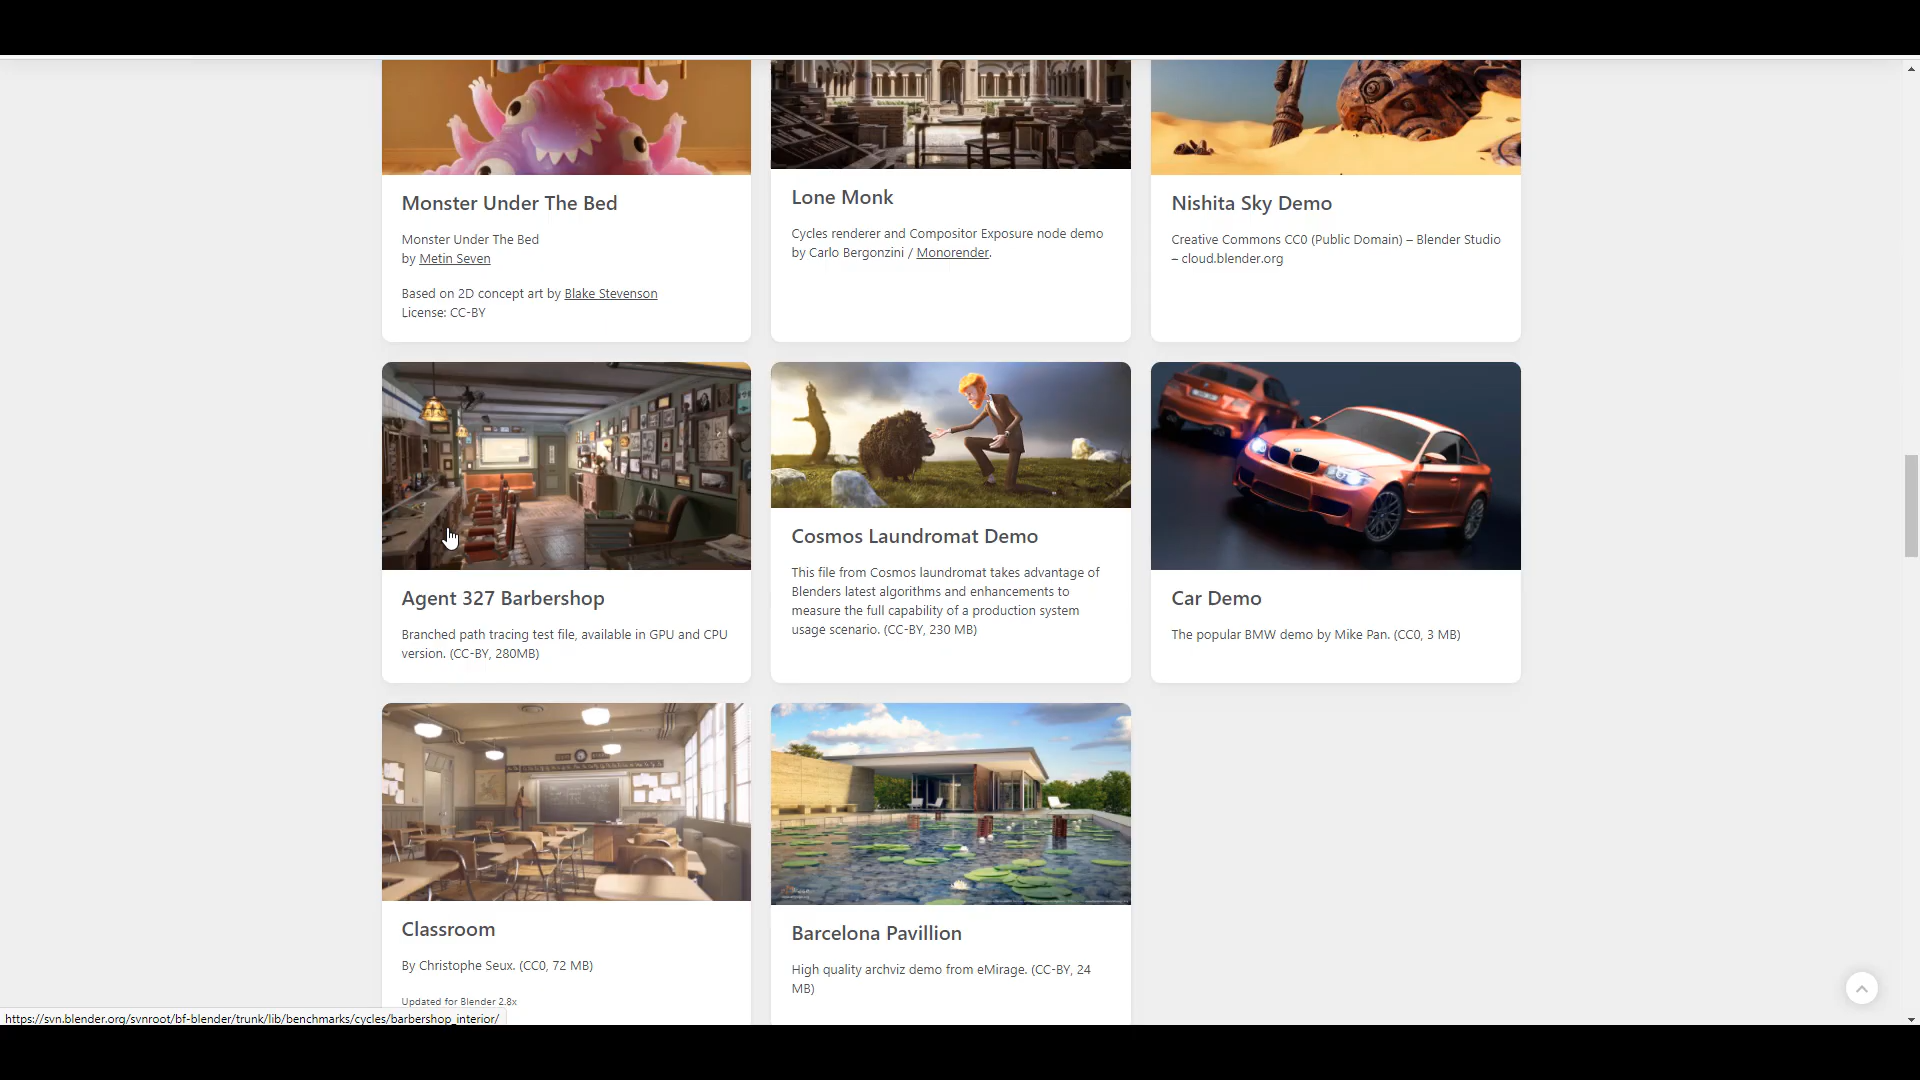 Monster Under The Bed
Monster Under The Bed
by Metin Seven
Based on 2D concept art by Blake Stevenson
License: CC-BY
Lone Monk
Cycles renderer and Compositor Exposure node demo
by Carlo Bergonzini / Monorender.
Nishita Sky Demo
Creative Commons CC0 (Public Domain) – Blender Studio
– cloud.blender.org
Agent 327 Barbershop
Branched path tracing test file, available in GPU and CPU
version. (CC-BY, 280MB)
Cosmos Laundromat Demo
This file from Cosmos laundromat takes advantage of
Blenders latest algorithms and enhancements to
measure the full capability of a production system
usage scenario. (CC-BY, 230 MB)
Car Demo
The popular BMW demo by Mike Pan. (CC0, 3 MB)
Classroom
By Christophe Seux. (CC0, 72 MB)
Updated for Blender 2.8x
Barcelona Pavillion
High quality archviz demo from eMirage. (CC-BY, 24
MB)
https://svn.blender.org/svnroot/bf-blender/trunk/lib/benchmarks/cycles/barbershop_interior/